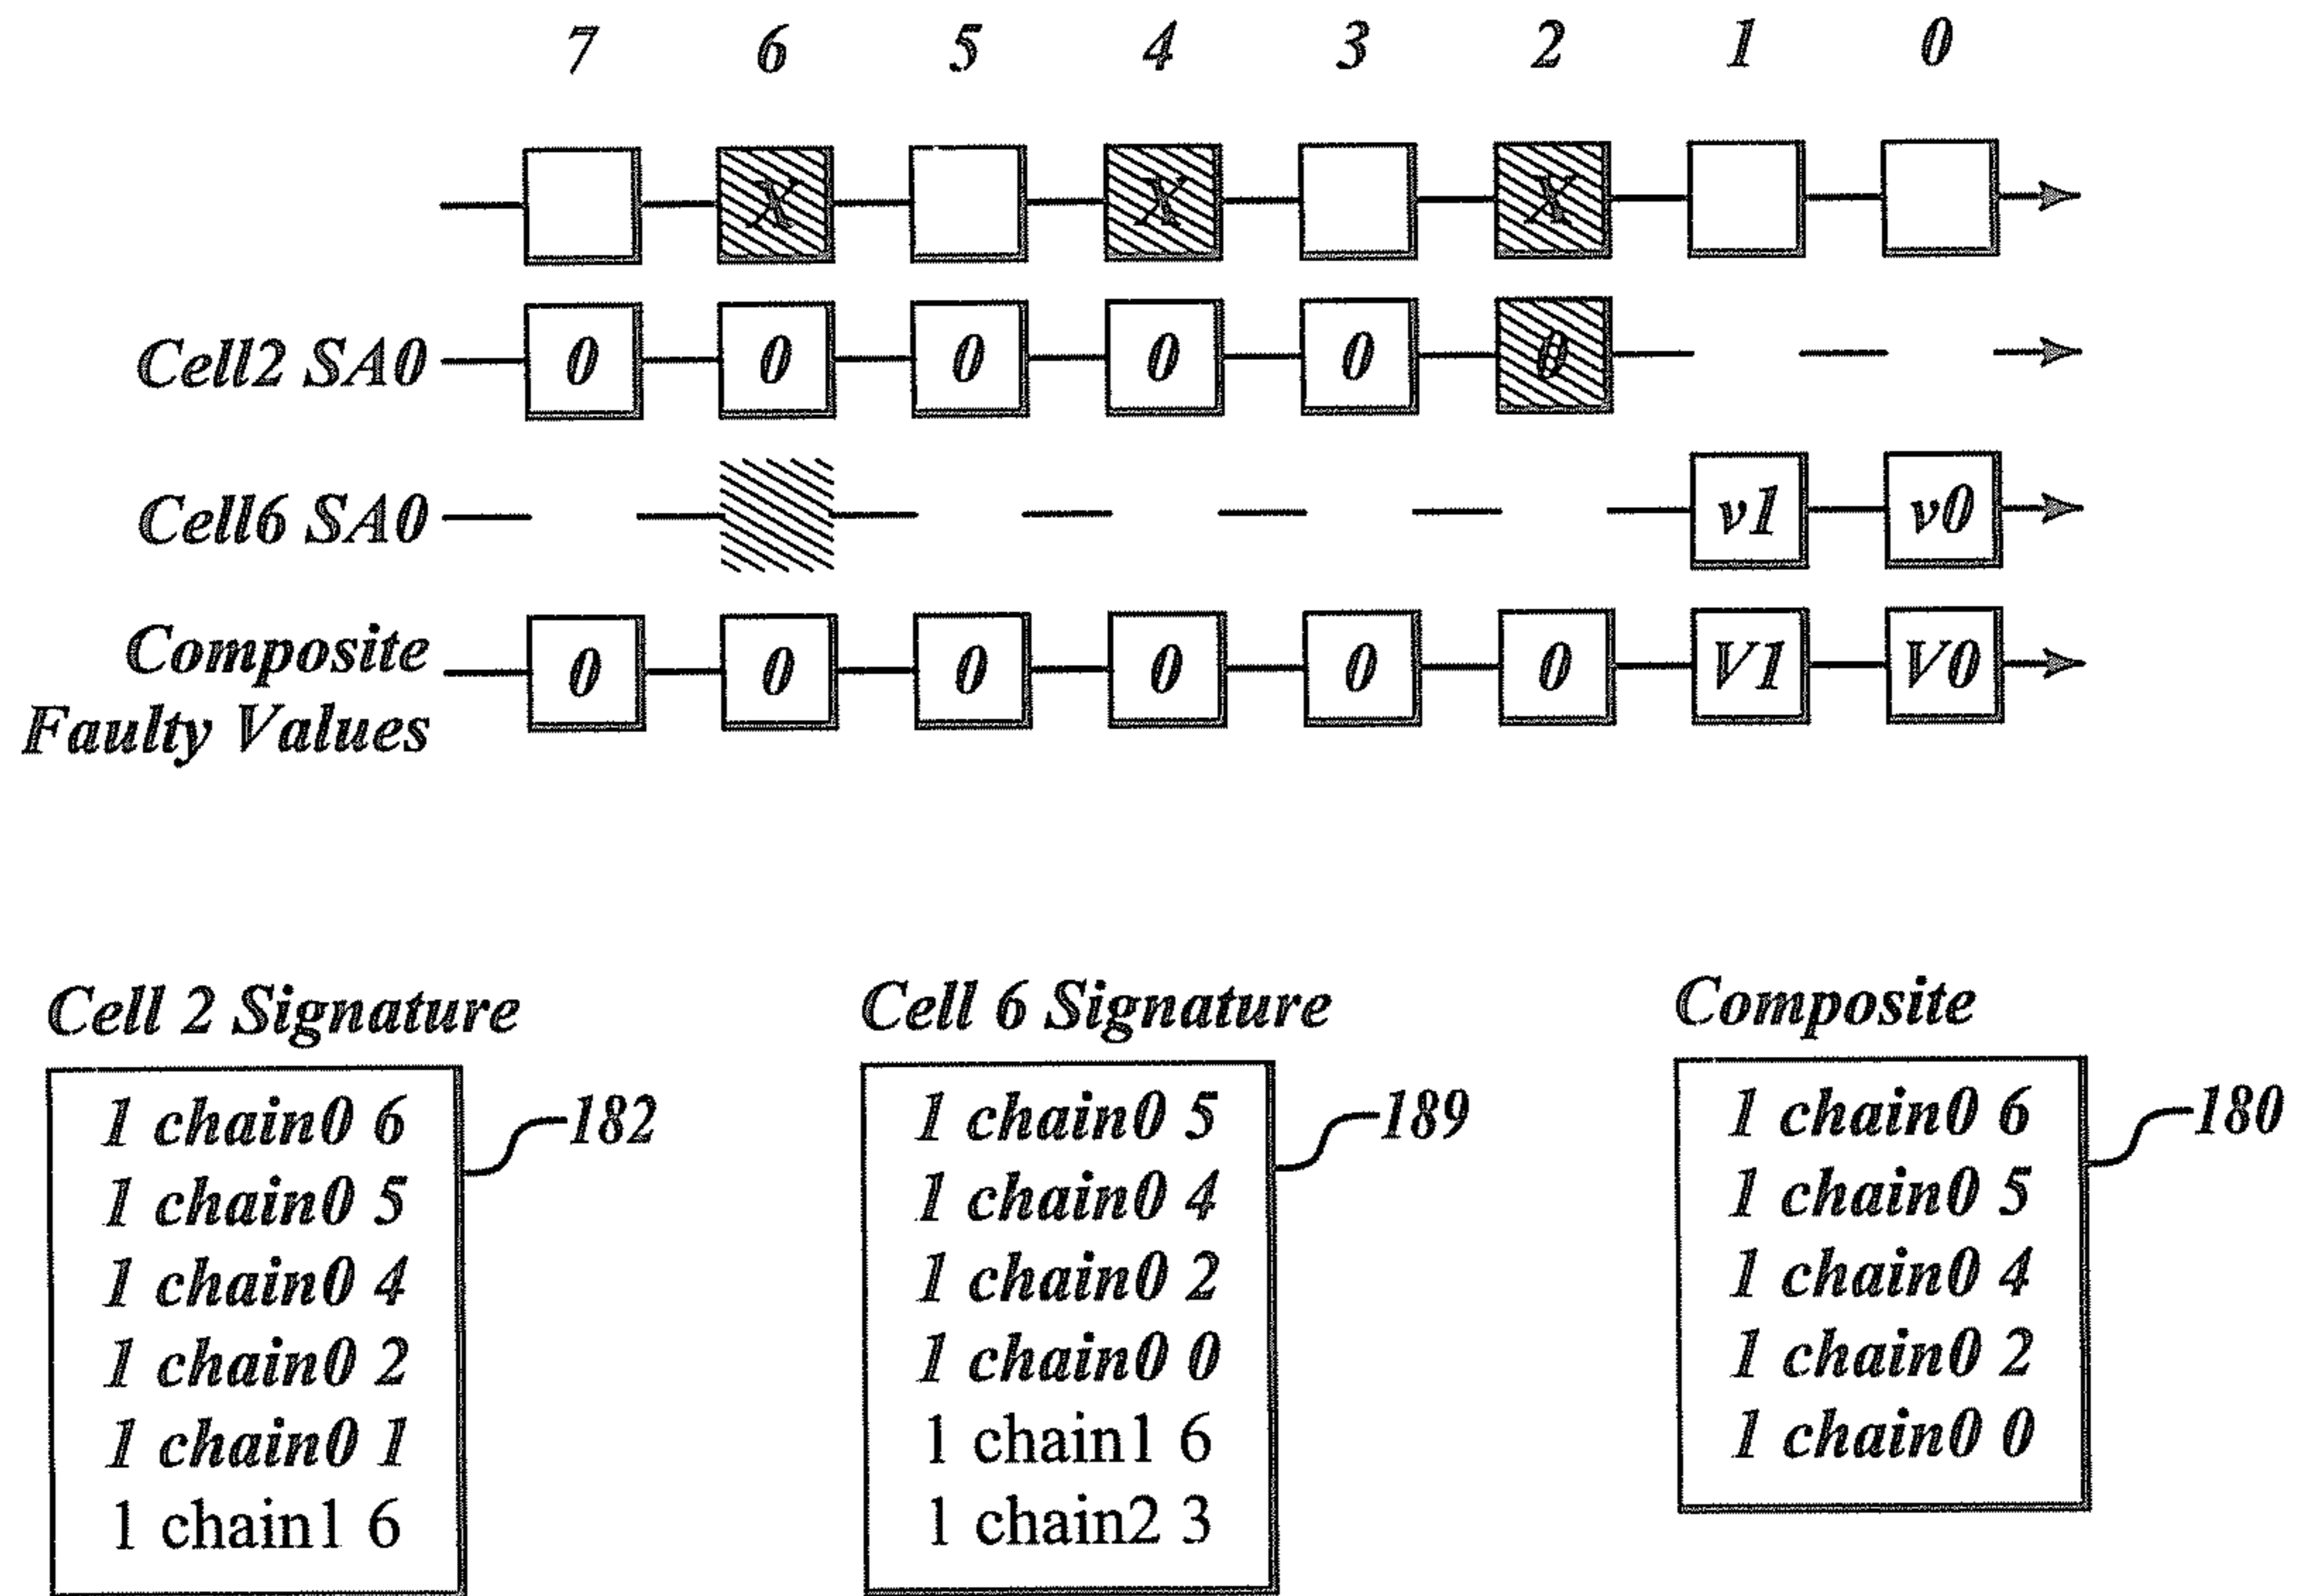 7 6 5 4 3 2 1 0
X X X
Cell2 SA0 0 0 0 0 0 0
Cell6 SA0 v1 v0
Composite
Faulty Values
0 0 0 0 0 0 V1 V0
Cell 2 Signature
1 chain0 6
1 chain0 5
1 chain0 4
1 chain0 2
1 chain0 1
1 chain1 6
182
Cell 6 Signature
1 chain0 5
1 chain0 4
1 chain0 2
1 chain0 0
1 chain1 6
1 chain2 3
189
Composite
1 chain0 6
1 chain0 5
1 chain0 4
1 chain0 2
1 chain0 0
180